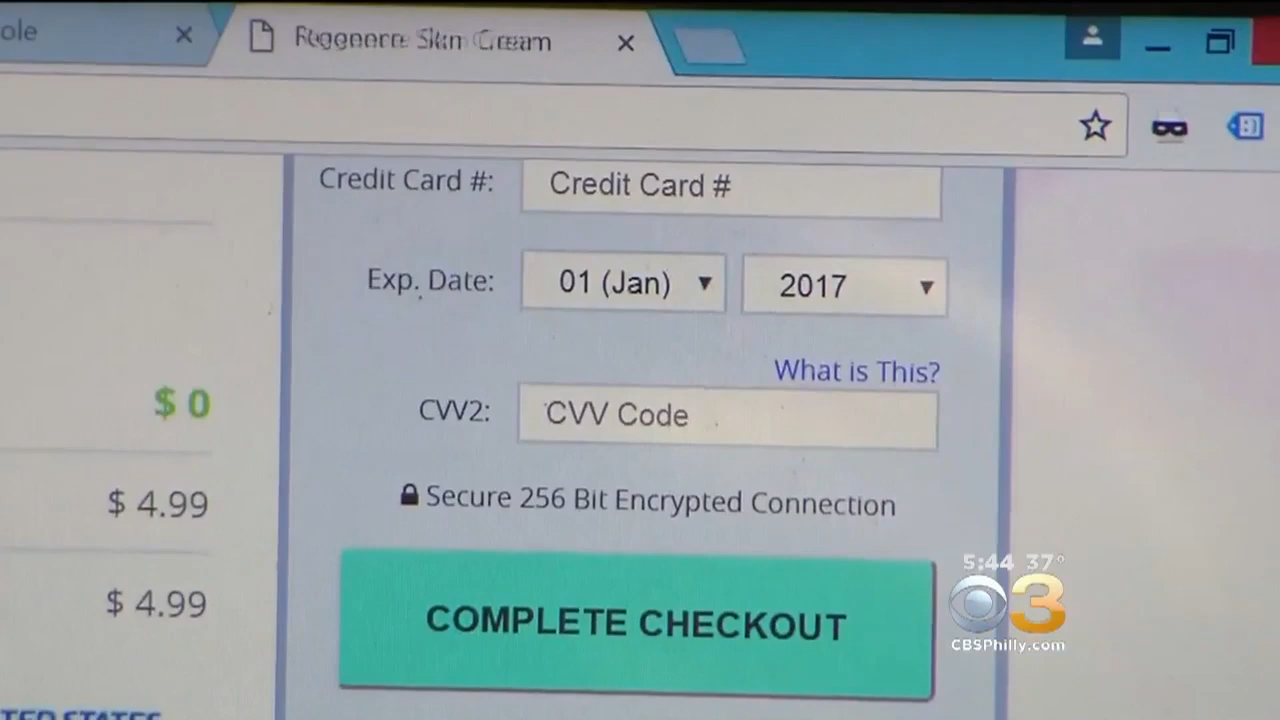 ole
Skin Cream
Credit Card #: Credit Card #
Exp. Date: 01 (Jan) 2017
What is This?
$ 0
CVV2: CVV Code
$ 4.99
Secure 256 Bit Encrypted Connection
$ 4.99
COMPLETE CHECKOUT
5:44 37°
3
CBSPhilly.com